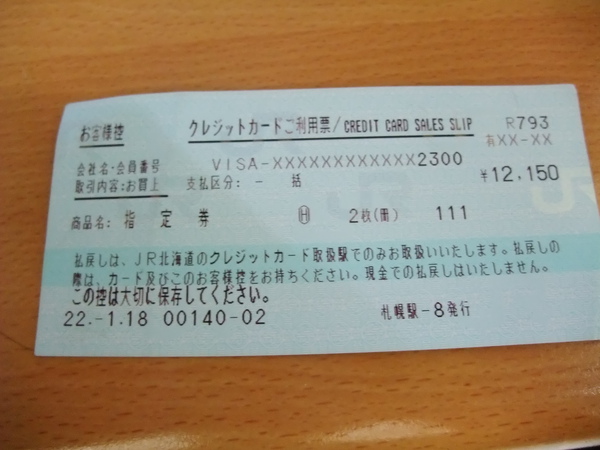 お客様控 クレジットカードご利用票/CREDIT CARD SALES SLIP R793
有XX-XX
会社名・会員番号 VISA-XXXXXXXXXXXX2300
取引内容:お買上 支払区分: 一 括 ¥12,150
商品名: 指 定 券 Ⓗ 2枚(冊) 111
払戻しは、JR北海道のクレジットカード取扱駅でのみお取扱いいたします。払戻しの
際は、カード及びこのお客様控をお持ちください。現金での払戻しはいたしません。
この控は大切に保存してください。
22.-1.18 00140-02 札幌駅-8発行